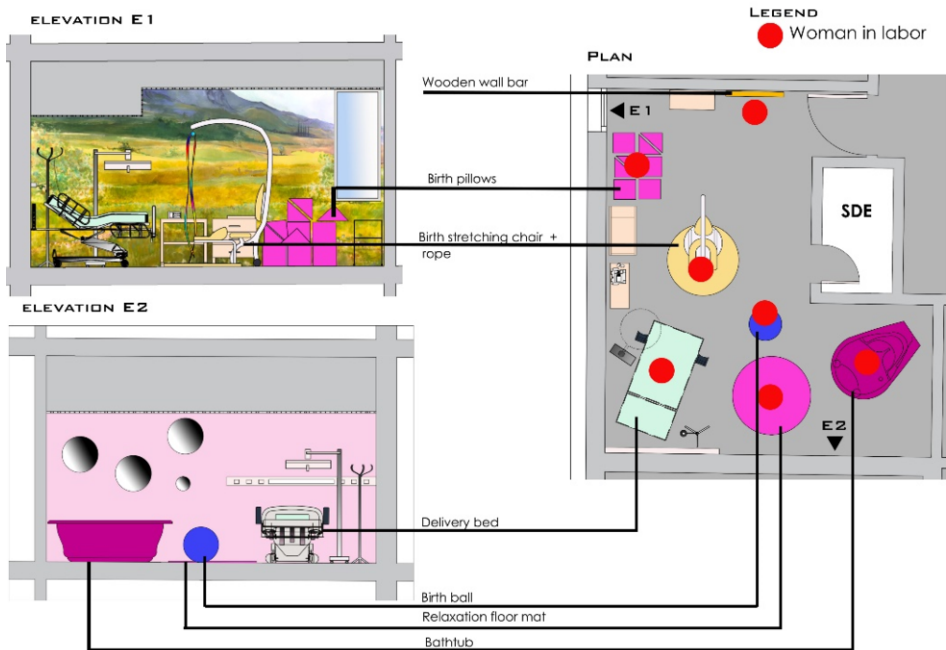 ELEVATION E1
LEGEND
Woman in labor
PLAN
Wooden wall bar
E1
Birth pillows
SDE
Birth stretching chair +
rope
ELEVATION E2
E2
Delivery bed
Birth ball
Relaxation floor mat
Bathtub